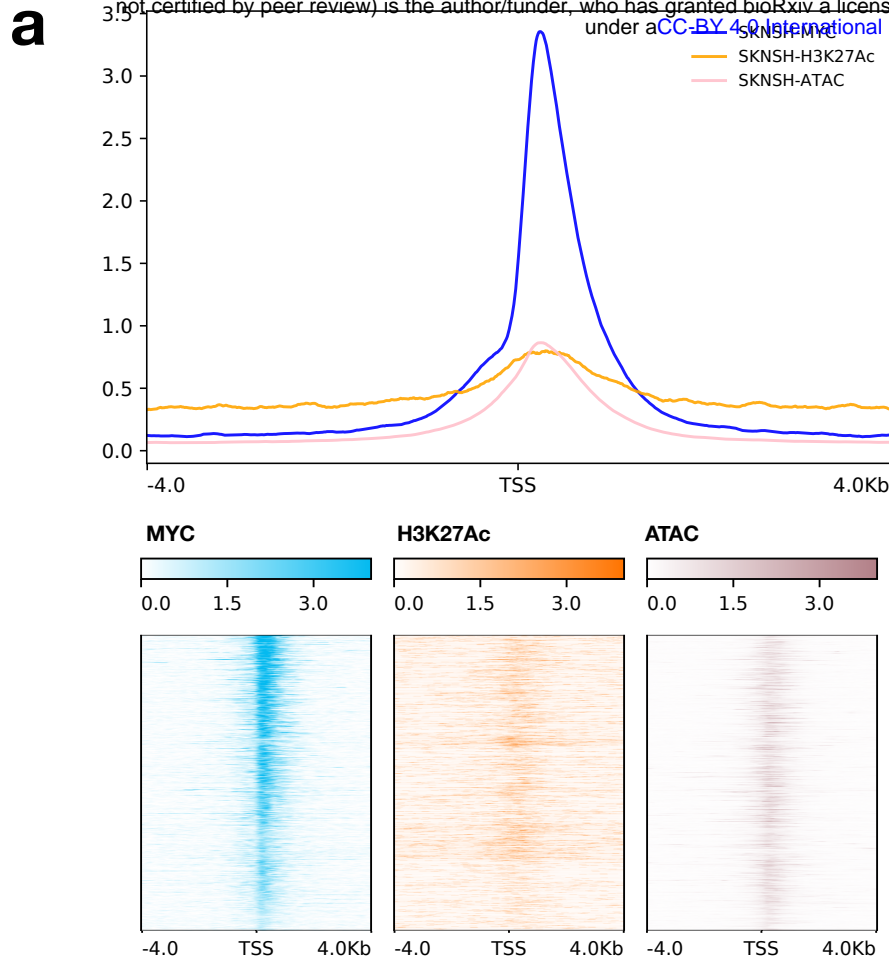 not certified by peer review) is the author/funder, who has granted bioRxiv a licens
under aCC-BY 4.0 International
a
3.5
3.0
2.5
2.0
1.5
1.0
0.5
0.0
SKNSH-MYC
SKNSH-H3K27Ac
SKNSH-ATAC
-4.0 TSS 4.0Kb
MYC H3K27Ac ATAC
0.0 1.5 3.0 0.0 1.5 3.0 0.0 1.5 3.0
-4.0 TSS 4.0Kb -4.0 TSS 4.0Kb -4.0 TSS 4.0Kb